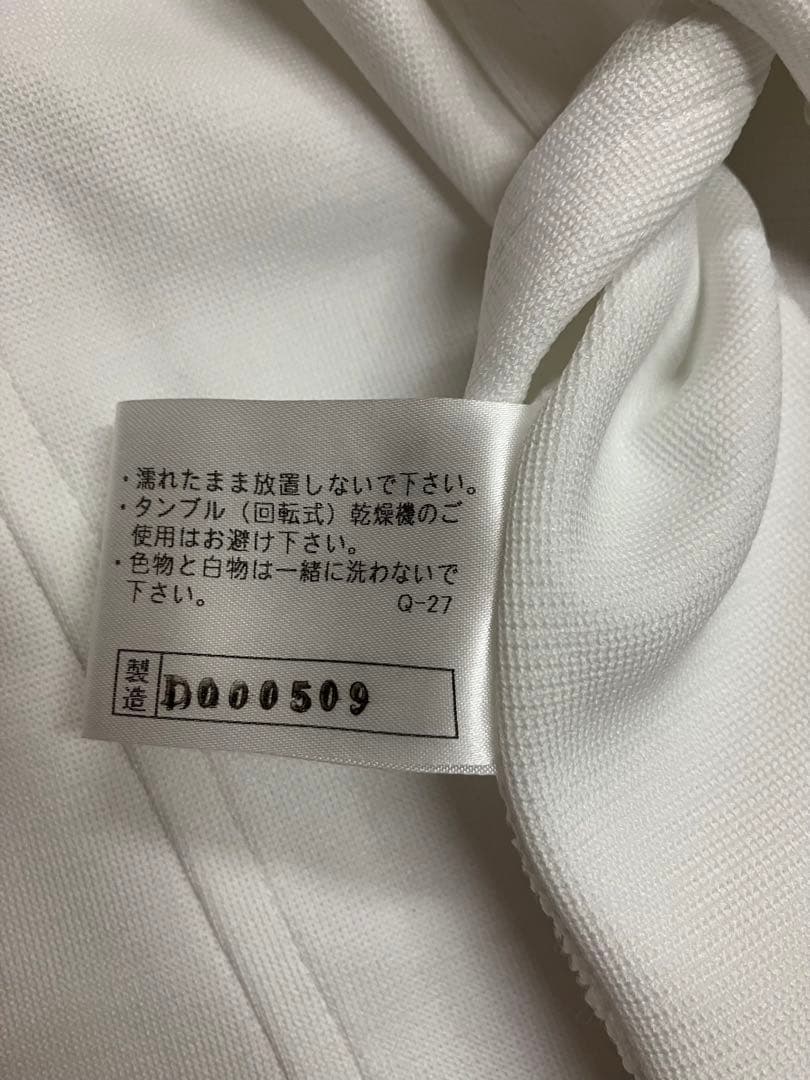 ・濡れたまま放置しないで下さい。
・タンブル（回転式）乾燥機のご
使用はお避け下さい。
・色物と白物は一緒に洗わないで
下さい。 Q-27
製造 D000509